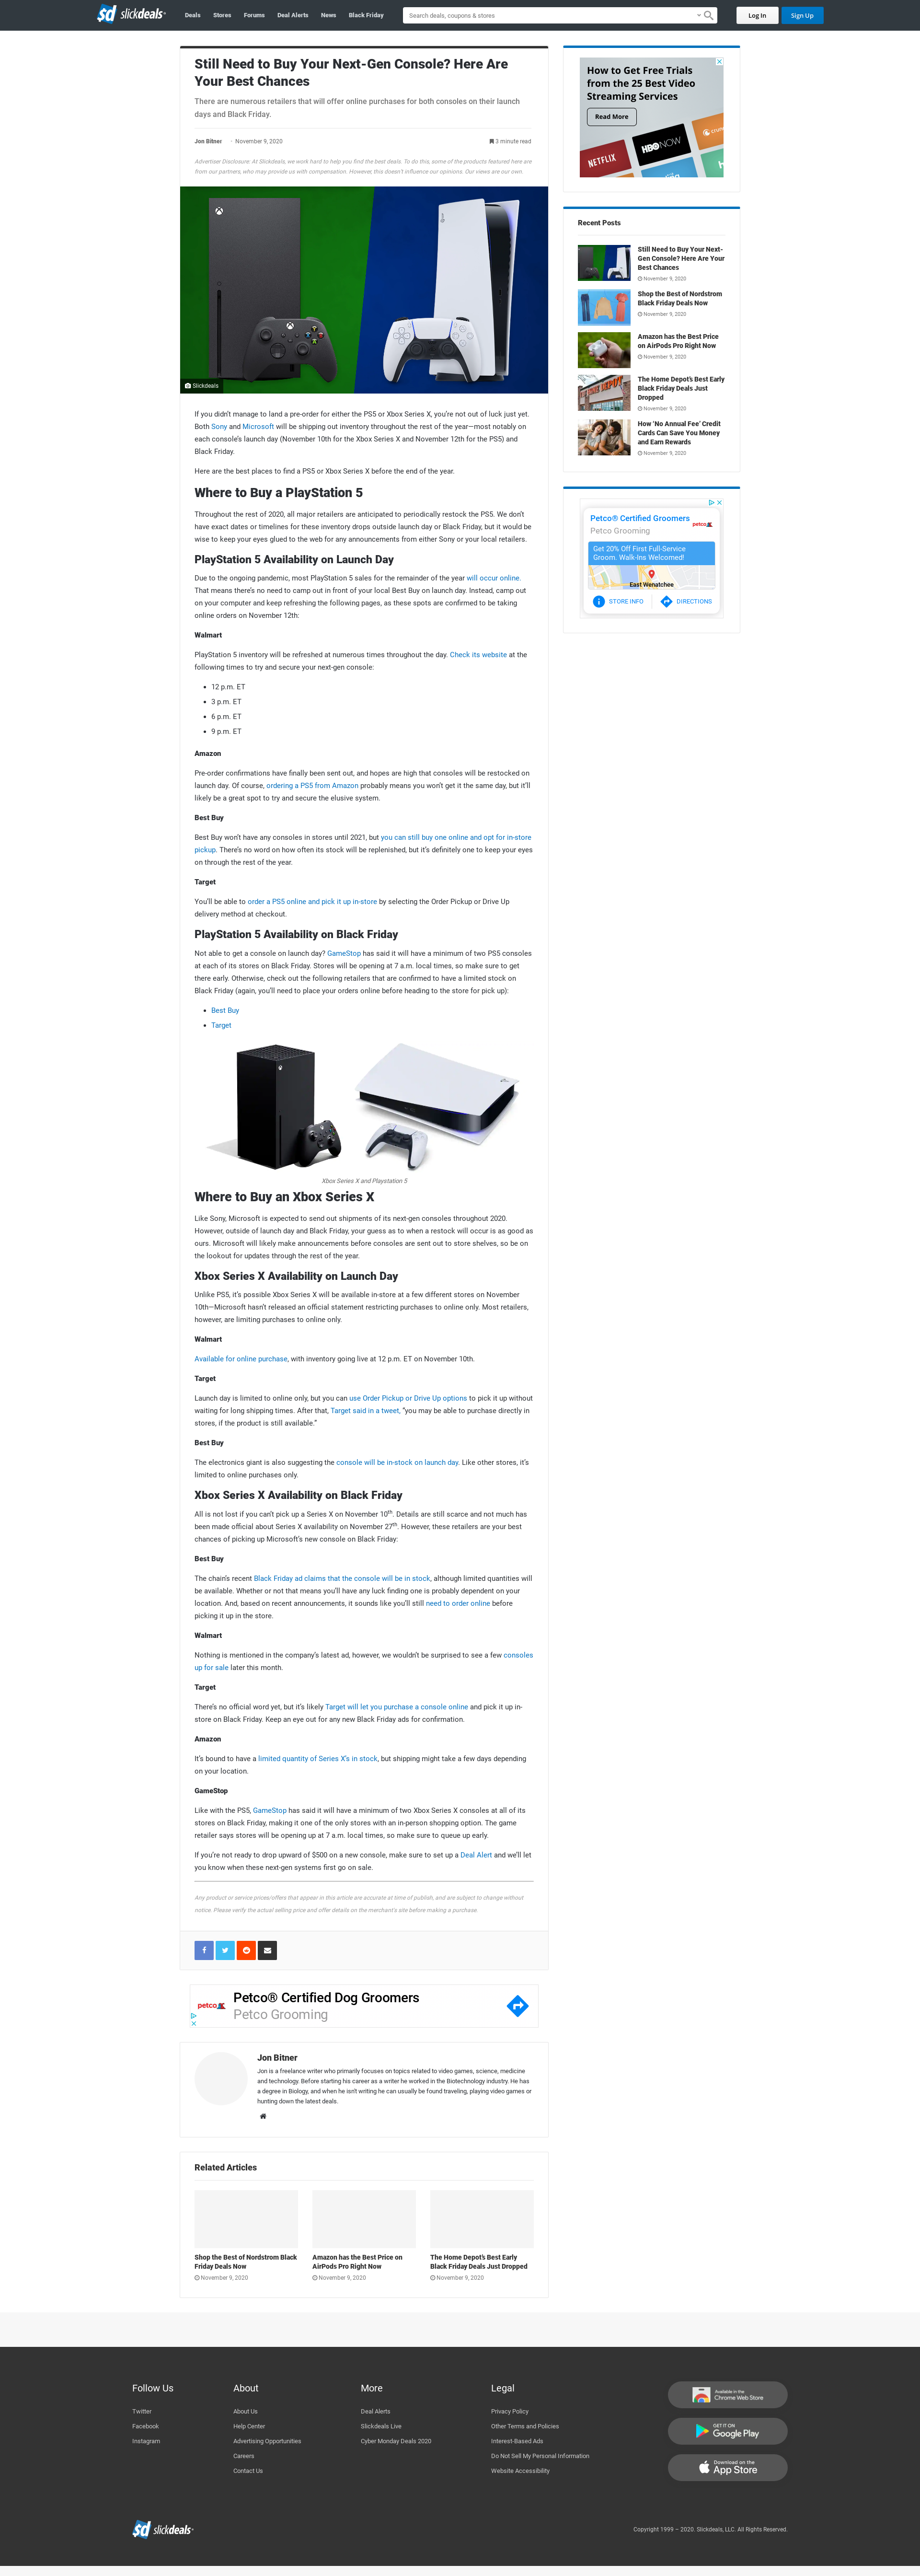 sd slickdeals
Deals Stores Forums Deal Alerts News Black Friday
Search deals, coupons & stores
Log In Sign Up
Still Need to Buy Your Next-Gen Console? Here Are
Your Best Chances
There are numerous retailers that will offer online purchases for both consoles on their launch
days and Black Friday.
Jon Bitner · November 9, 2020 3 minute read
Advertiser Disclosure: At Slickdeals, we work hard to help you find the best deals. To do this, some of the products featured here are
from our partners, who may provide us with compensation. However, this doesn't influence our opinions. Our views are our own.
Slickdeals
If you didn't manage to land a pre-order for either the PS5 or Xbox Series X, you're not out of luck just yet.
Both Sony and Microsoft will be shipping out inventory throughout the rest of the year—most notably on
each console's launch day (November 10th for the Xbox Series X and November 12th for the PS5) and
Black Friday.
Here are the best places to find a PS5 or Xbox Series X before the end of the year.
Where to Buy a PlayStation 5
Throughout the rest of 2020, all major retailers are anticipated to periodically restock the PS5. We don't
have exact dates or timelines for these inventory drops outside launch day or Black Friday, but it would be
wise to keep your eyes glued to the web for any announcements from either Sony or your local retailers.
PlayStation 5 Availability on Launch Day
Due to the ongoing pandemic, most PlayStation 5 sales for the remainder of the year will occur online.
That means there's no need to camp out in front of your local Best Buy on launch day. Instead, camp out
on your computer and keep refreshing the following pages, as these spots are confirmed to be taking
online orders on November 12th:
Walmart
PlayStation 5 inventory will be refreshed at numerous times throughout the day. Check its website at the
following times to try and secure your next-gen console:
• 12 p.m. ET
• 3 p.m. ET
• 6 p.m. ET
• 9 p.m. ET
Amazon
Pre-order confirmations have finally been sent out, and hopes are high that consoles will be restocked on
launch day. Of course, ordering a PS5 from Amazon probably means you won't get it the same day, but it'll
likely be a great spot to try and secure the elusive system.
Best Buy
Best Buy won't have any consoles in stores until 2021, but you can still buy one online and opt for in-store
pickup. There's no word on how often its stock will be replenished, but it's definitely one to keep your eyes
on through the rest of the year.
Target
You'll be able to order a PS5 online and pick it up in-store by selecting the Order Pickup or Drive Up
delivery method at checkout.
PlayStation 5 Availability on Black Friday
Not able to get a console on launch day? GameStop has said it will have a minimum of two PS5 consoles
at each of its stores on Black Friday. Stores will be opening at 7 a.m. local times, so make sure to get
there early. Otherwise, check out the following retailers that are confirmed to have a limited stock on
Black Friday (again, you'll need to place your orders online before heading to the store for pick up):
• Best Buy
• Target
Xbox Series X and Playstation 5
Where to Buy an Xbox Series X
Like Sony, Microsoft is expected to send out shipments of its next-gen consoles throughout 2020.
However, outside of launch day and Black Friday, your guess as to when a restock will occur is as good as
ours. Microsoft will likely make announcements before consoles are sent out to store shelves, so be on
the lookout for updates through the rest of the year.
Xbox Series X Availability on Launch Day
Unlike PS5, it's possible Xbox Series X will be available in-store at a few different stores on November
10th—Microsoft hasn't released an official statement restricting purchases to online only. Most retailers,
however, are limiting purchases to online only.
Walmart
Available for online purchase, with inventory going live at 12 p.m. ET on November 10th.
Target
Launch day is limited to online only, but you can use Order Pickup or Drive Up options to pick it up without
waiting for long shipping times. After that, Target said in a tweet, "you may be able to purchase directly in
stores, if the product is still available."
Best Buy
The electronics giant is also suggesting the console will be in-stock on launch day. Like other stores, it's
limited to online purchases only.
Xbox Series X Availability on Black Friday
All is not lost if you can't pick up a Series X on November 10th. Details are still scarce and not much has
been made official about Series X availability on November 27th. However, these retailers are your best
chances of picking up Microsoft's new console on Black Friday:
Best Buy
The chain's recent Black Friday ad claims that the console will be in stock, although limited quantities will
be available. Whether or not that means you'll have any luck finding one is probably dependent on your
location. And, based on recent announcements, it sounds like you'll still need to order online before
picking it up in the store.
Walmart
Nothing is mentioned in the company's latest ad, however, we wouldn't be surprised to see a few consoles
up for sale later this month.
Target
There's no official word yet, but it's likely Target will let you purchase a console online and pick it up in-
store on Black Friday. Keep an eye out for any new Black Friday ads for confirmation.
Amazon
It's bound to have a limited quantity of Series X's in stock, but shipping might take a few days depending
on your location.
GameStop
Like with the PS5, GameStop has said it will have a minimum of two Xbox Series X consoles at all of its
stores on Black Friday, making it one of the only stores with an in-person shopping option. The game
retailer says stores will be opening up at 7 a.m. local times, so make sure to queue up early.
If you're not ready to drop upward of $500 on a new console, make sure to set up a Deal Alert and we'll let
you know when these next-gen systems first go on sale.
Any product or service prices/offers that appear in this article are accurate at time of publish, and are subject to change without
notice. Please verify the actual selling price and offer details on the merchant's site before making a purchase.
petco
Petco® Certified Dog Groomers
Petco Grooming
Jon Bitner
Jon is a freelance writer who primarily focuses on topics related to video games, science, medicine
and technology. Before starting his career as a writer he worked in the Biotechnology industry. He has
a degree in Biology, and when he isn't writing he can usually be found traveling, playing video games or
hunting down the latest deals.
Related Articles
Shop the Best of Nordstrom Black
Friday Deals Now
November 9, 2020
Amazon has the Best Price on
AirPods Pro Right Now
November 9, 2020
The Home Depot's Best Early
Black Friday Deals Just Dropped
November 9, 2020
How to Get Free Trials
from the 25 Best Video
Streaming Services
Read More
NETFLIX
HBO NOW
Recent Posts
Still Need to Buy Your Next-
Gen Console? Here Are Your
Best Chances
November 9, 2020
Shop the Best of Nordstrom
Black Friday Deals Now
November 9, 2020
Amazon has the Best Price
on AirPods Pro Right Now
November 9, 2020
The Home Depot's Best Early
Black Friday Deals Just
Dropped
November 9, 2020
How 'No Annual Fee' Credit
Cards Can Save You Money
and Earn Rewards
November 9, 2020
Petco® Certified Groomers
Petco Grooming
petco
Get 20% Off First Full-Service
Groom. Walk-Ins Welcomed!
East Wenatchee
STORE INFO DIRECTIONS
Follow Us
Twitter
Facebook
Instagram
About
About Us
Help Center
Advertising Opportunities
Careers
Contact Us
More
Deal Alerts
Slickdeals Live
Cyber Monday Deals 2020
Legal
Privacy Policy
Other Terms and Policies
Interest-Based Ads
Do Not Sell My Personal Information
Website Accessibility
Available in the
Chrome Web Store
GET IT ON
Google Play
Download on the
App Store
sd slickdeals
Copyright 1999 – 2020. Slickdeals, LLC. All Rights Reserved.